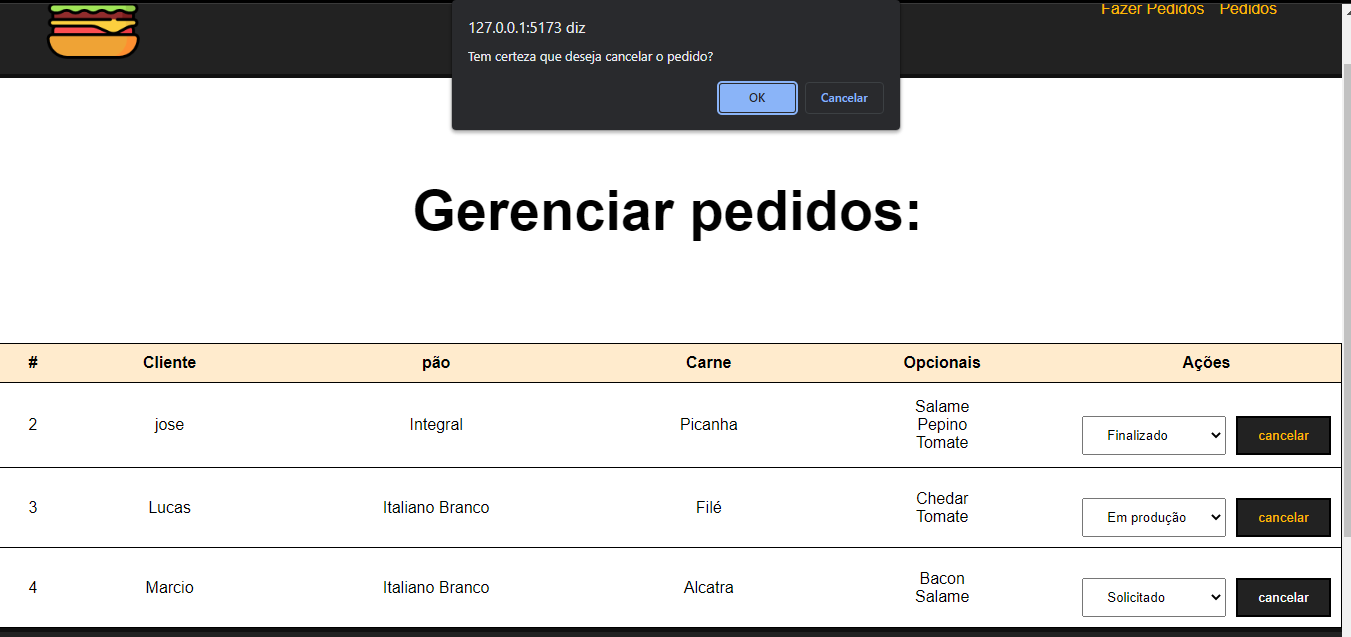 Fazer Pedidos Pedidos
127.0.0.1:5173 diz
Tem certeza que deseja cancelar o pedido?
OK Cancelar
Gerenciar pedidos:
# Cliente pão Carne Opcionais Ações
2 jose Integral Picanha Salame
Pepino
Tomate
Finalizado cancelar
3 Lucas Italiano Branco Filé Chedar
Tomate
Em produção cancelar
4 Marcio Italiano Branco Alcatra Bacon
Salame
Solicitado cancelar